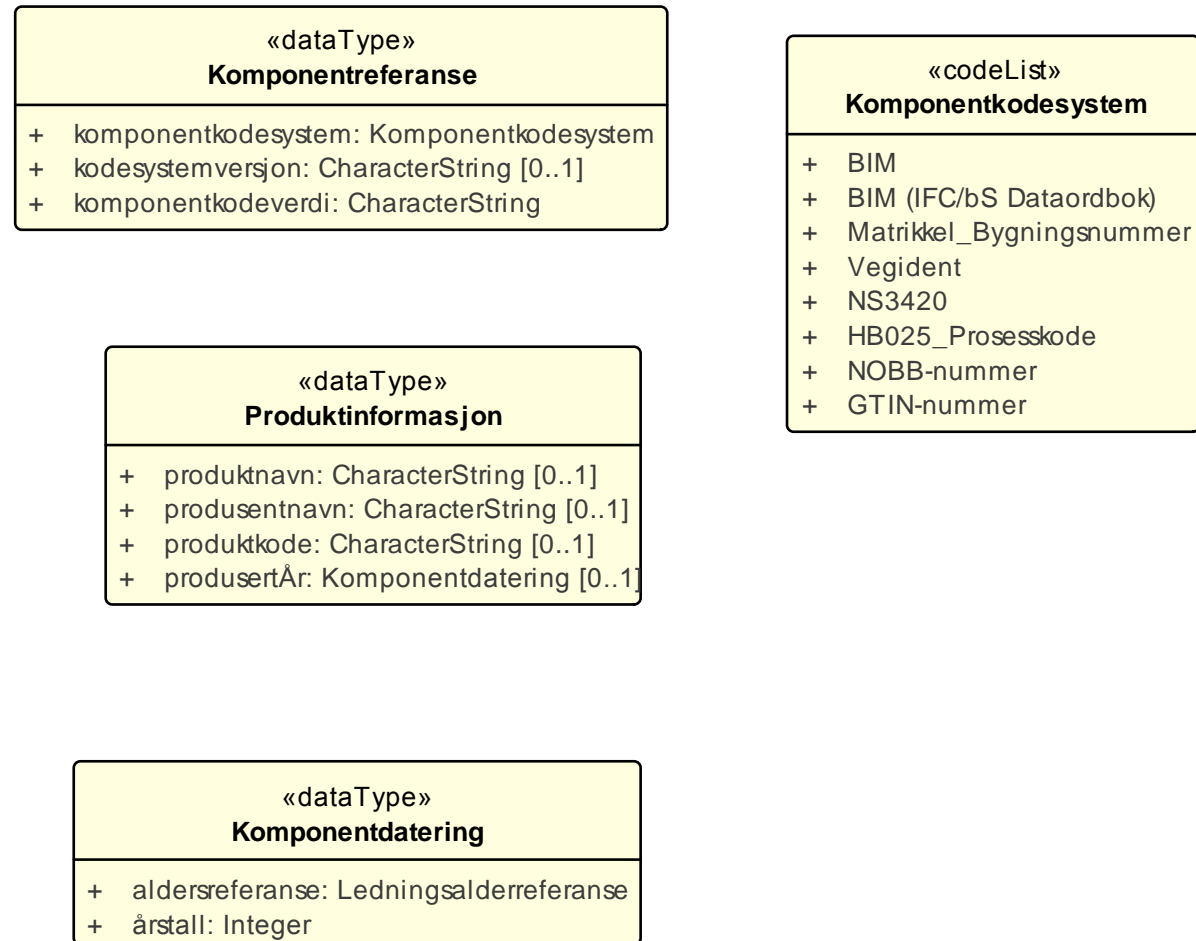 «dataType»
Komponentreferanse
+ komponentkodesystem: Komponentkodesystem
+ kodesystemversjon: CharacterString [0..1]
+ komponentkodeverdi: CharacterString
«codeList»
Komponentkodesystem
+ BIM
+ BIM (IFC/bS Dataordbok)
+ Matrikkel_Bygningsnummer
+ Vegident
+ NS3420
+ HB025_Prosesskode
+ NOBB-nummer
+ GTIN-nummer
«dataType»
Produktinformasjon
+ produktnavn: CharacterString [0..1]
+ produsentnavn: CharacterString [0..1]
+ produktkode: CharacterString [0..1]
+ produsertÅr: Komponentdatering [0..1]
«dataType»
Komponentdatering
+ aldersreferanse: Ledningsalderreferanse
+ årstall: Integer